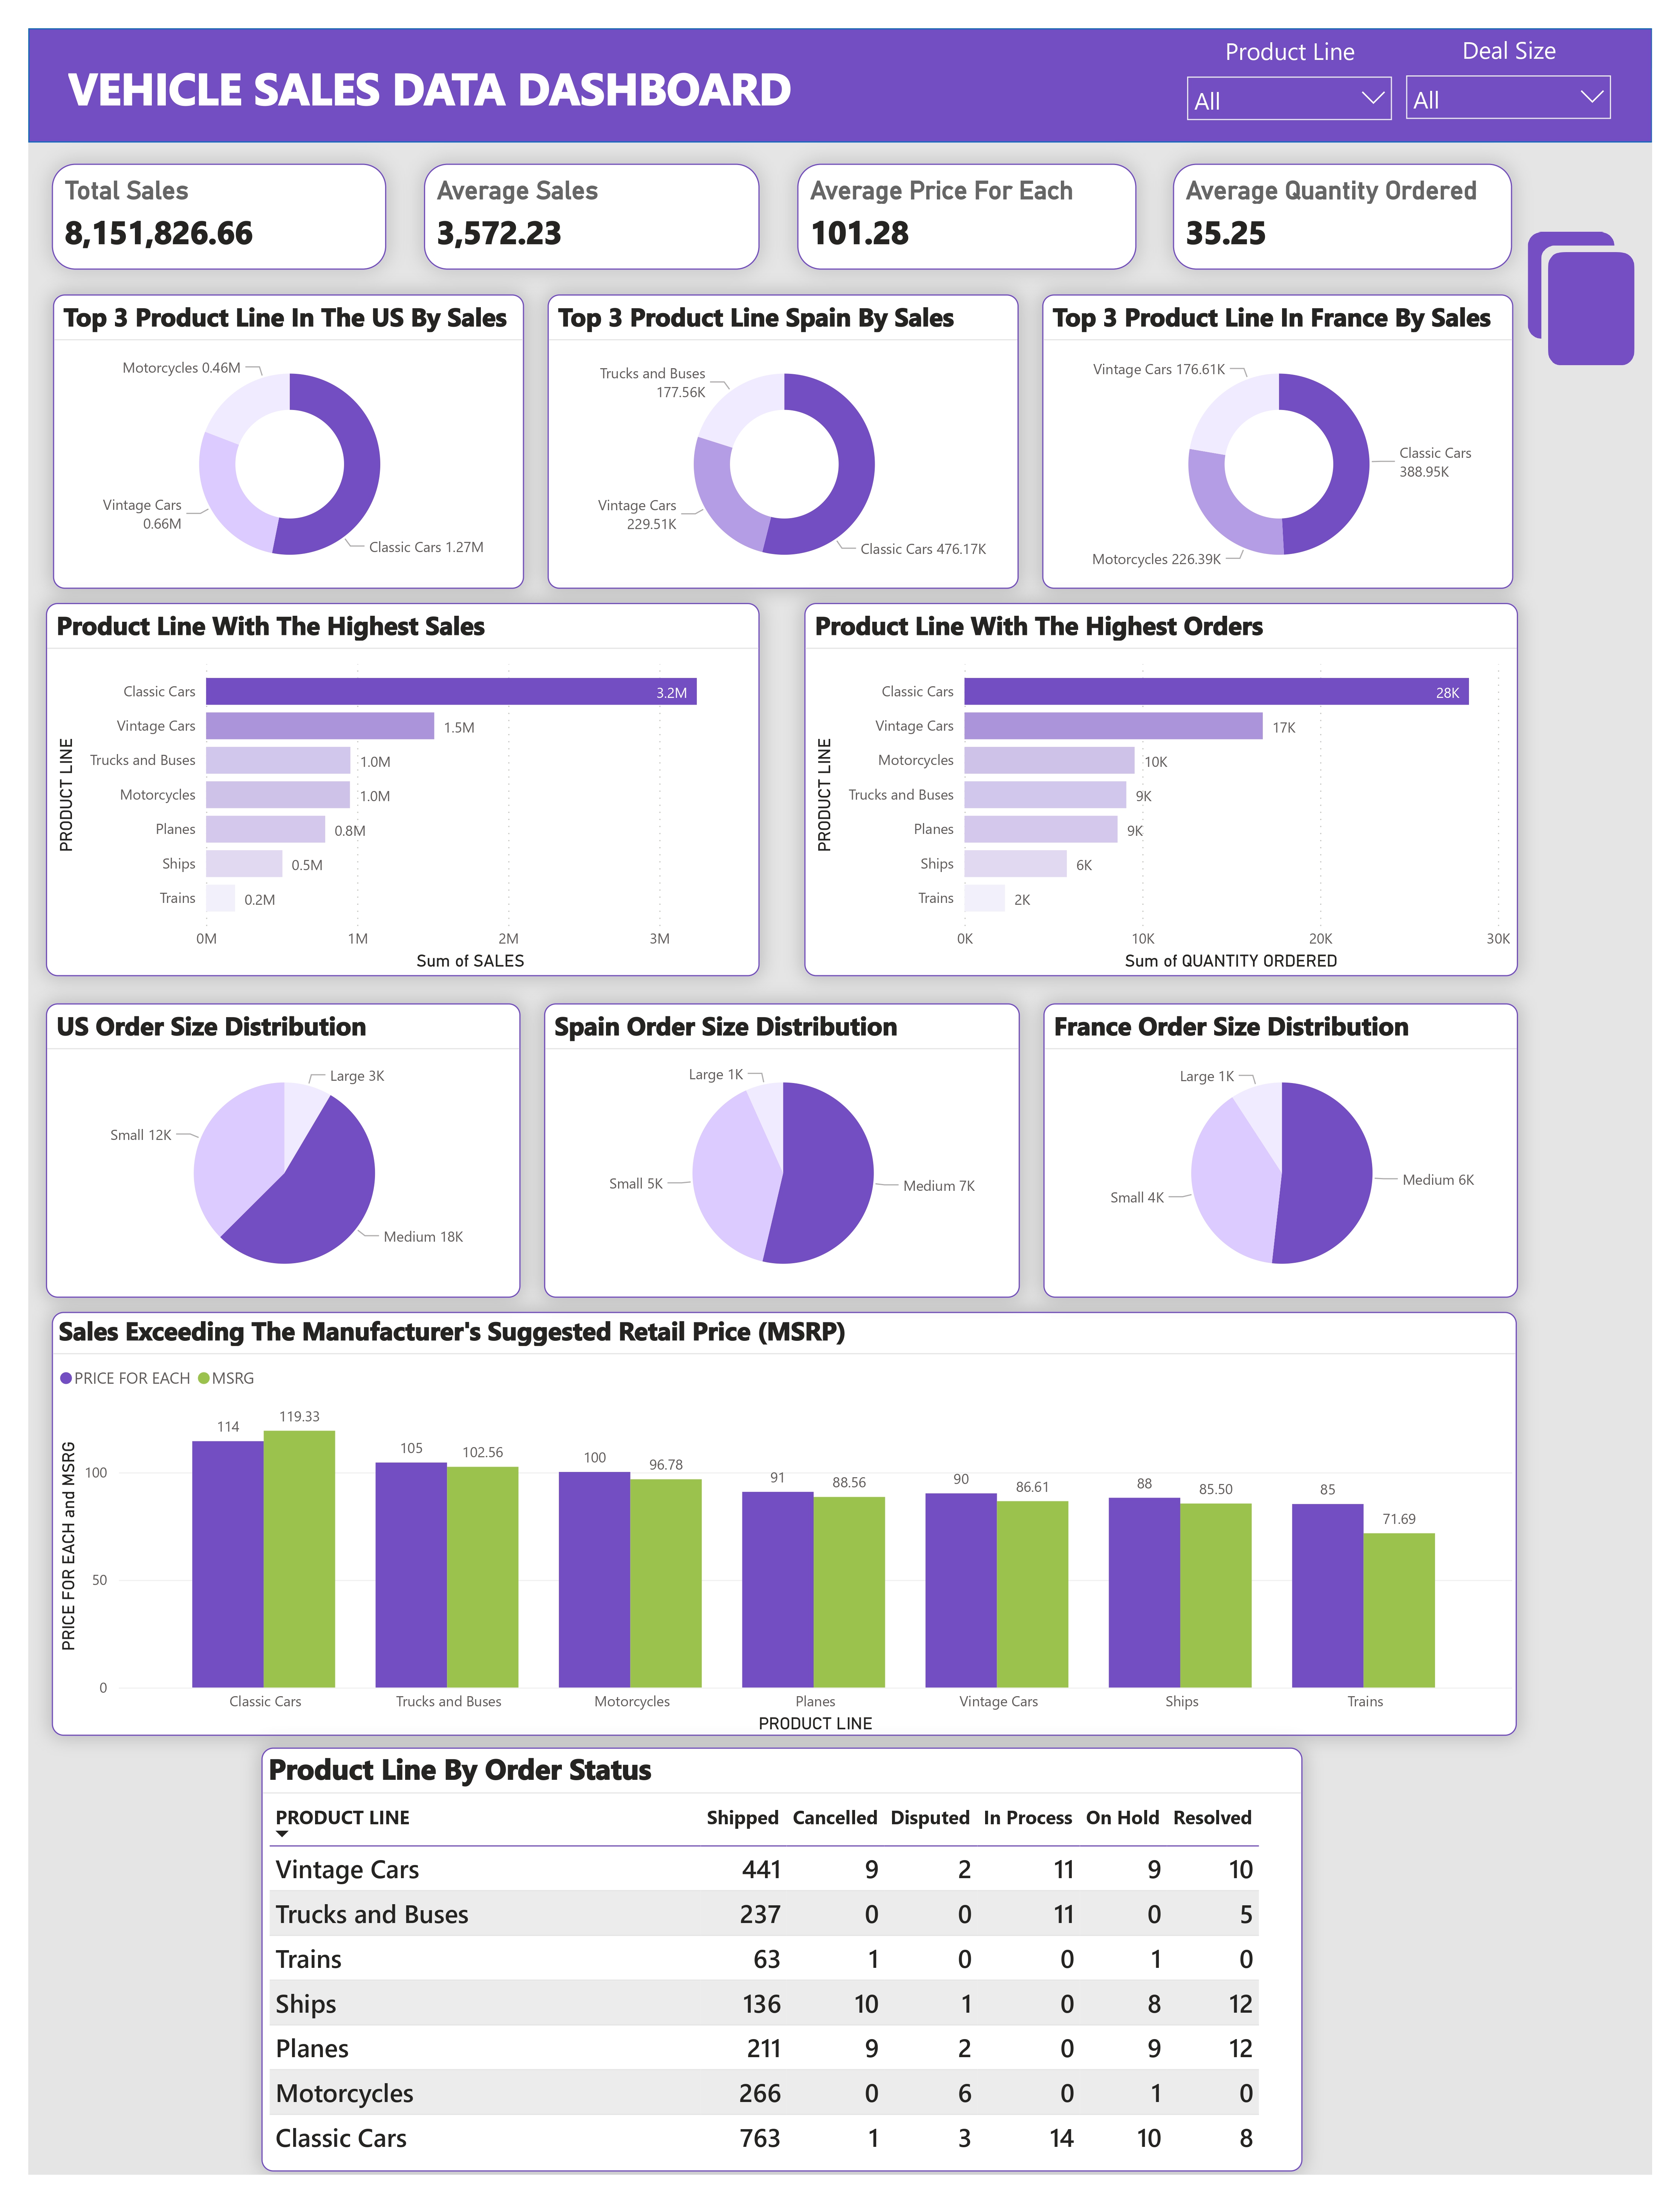 VEHICLE SALES DATA DASHBOARD
Product Line
All
Deal Size
All
Total Sales
8,151,826.66
Average Sales
3,572.23
Average Price For Each
101.28
Average Quantity Ordered
35.25
Top 3 Product Line In The US By Sales
Motorcycles 0.46M
Vintage Cars
0.66M
Classic Cars 1.27M
Top 3 Product Line Spain By Sales
Trucks and Buses
177.56K
Vintage Cars
229.51K
Classic Cars 476.17K
Top 3 Product Line In France By Sales
Vintage Cars 176.61K
Classic Cars
388.95K
Motorcycles 226.39K
Product Line With The Highest Sales
PRODUCT LINE
Classic Cars 3.2M
Vintage Cars 1.5M
Trucks and Buses 1.0M
Motorcycles 1.0M
Planes 0.8M
Ships 0.5M
Trains 0.2M
0M 1M 2M 3M
Sum of SALES
Product Line With The Highest Orders
PRODUCT LINE
Classic Cars 28K
Vintage Cars 17K
Motorcycles 10K
Trucks and Buses 9K
Planes 9K
Ships 6K
Trains 2K
0K 10K 20K 30K
Sum of QUANTITY ORDERED
US Order Size Distribution
Large 3K
Small 12K
Medium 18K
Spain Order Size Distribution
Large 1K
Small 5K
Medium 7K
France Order Size Distribution
Large 1K
Small 4K
Medium 6K
Sales Exceeding The Manufacturer's Suggested Retail Price (MSRP)
PRICE FOR EACH MSRG
PRICE FOR EACH and MSRG
100
50
0
114 119.33
105 102.56
100 96.78
91 88.56
90 86.61
88 85.50
85 71.69
Classic Cars Trucks and Buses Motorcycles Planes Vintage Cars Ships Trains
PRODUCT LINE
Product Line By Order Status
PRODUCT LINE Shipped Cancelled Disputed In Process On Hold Resolved
Vintage Cars 441 9 2 11 9 10
Trucks and Buses 237 0 0 11 0 5
Trains 63 1 0 0 1 0
Ships 136 10 1 0 8 12
Planes 211 9 2 0 9 12
Motorcycles 266 0 6 0 1 0
Classic Cars 763 1 3 14 10 8